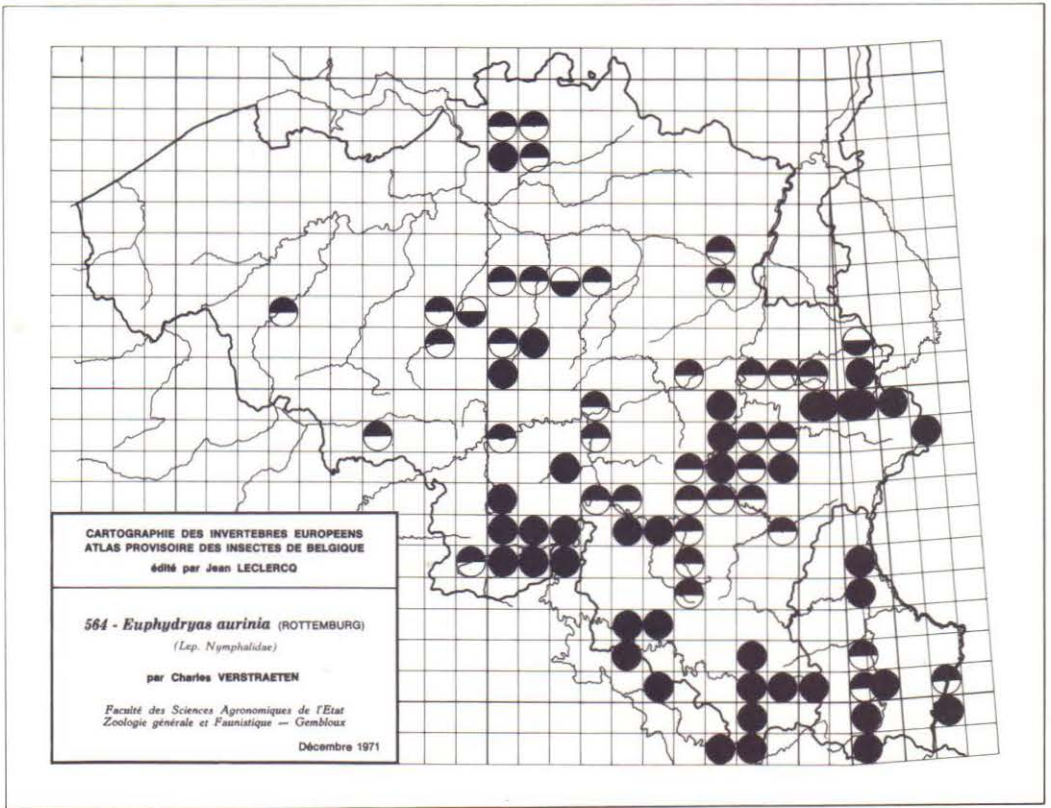 CARTOGRAPHIE DES INVERTEBRES EUROPEENS
ATLAS PROVISOIRE DES INSECTES DE BELGIQUE
édité par Jean LECLERCQ
564 - Euphydryas aurinia (ROTTEMBURG)
(Lep. Nymphalidae)
par Charles VERSTRAETEN
Faculté des Sciences Agronomiques de l'Etat
Zoologie générale et Faunistique — Gembloux
Décembre 1971